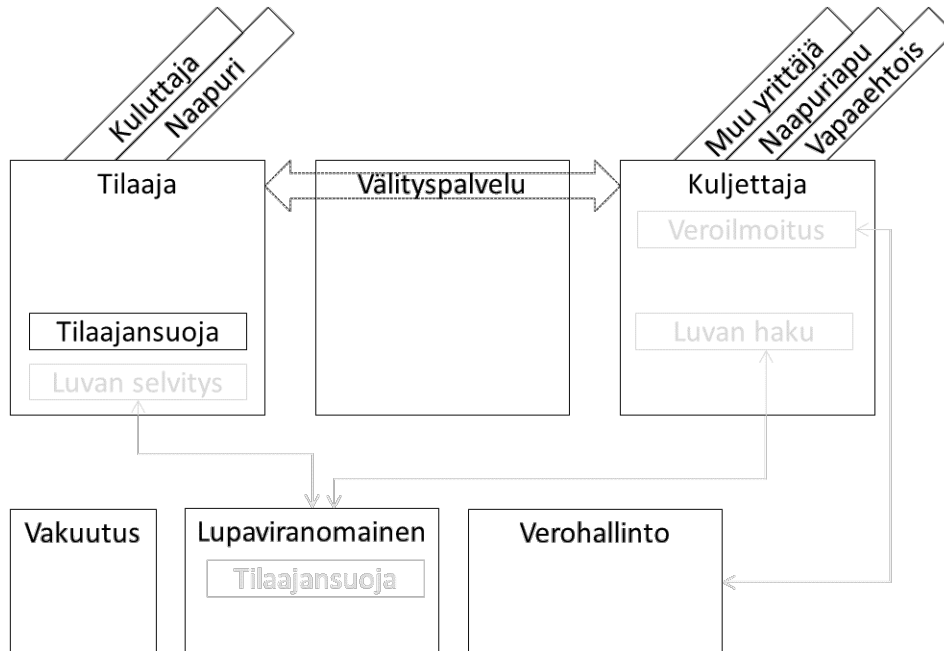 Kuluttaja
Naapuri
Muu yrittäjä
Naapuriapu
Vapaaehtois
Tilaaja
Välityspalvelu
Kuljettaja
Veroilmoitus
Tilaajansuoja
Luvan haku
Luvan selvitys
Vakuutus
Lupaviranomainen
Verohallinto
Tilaajansuoja